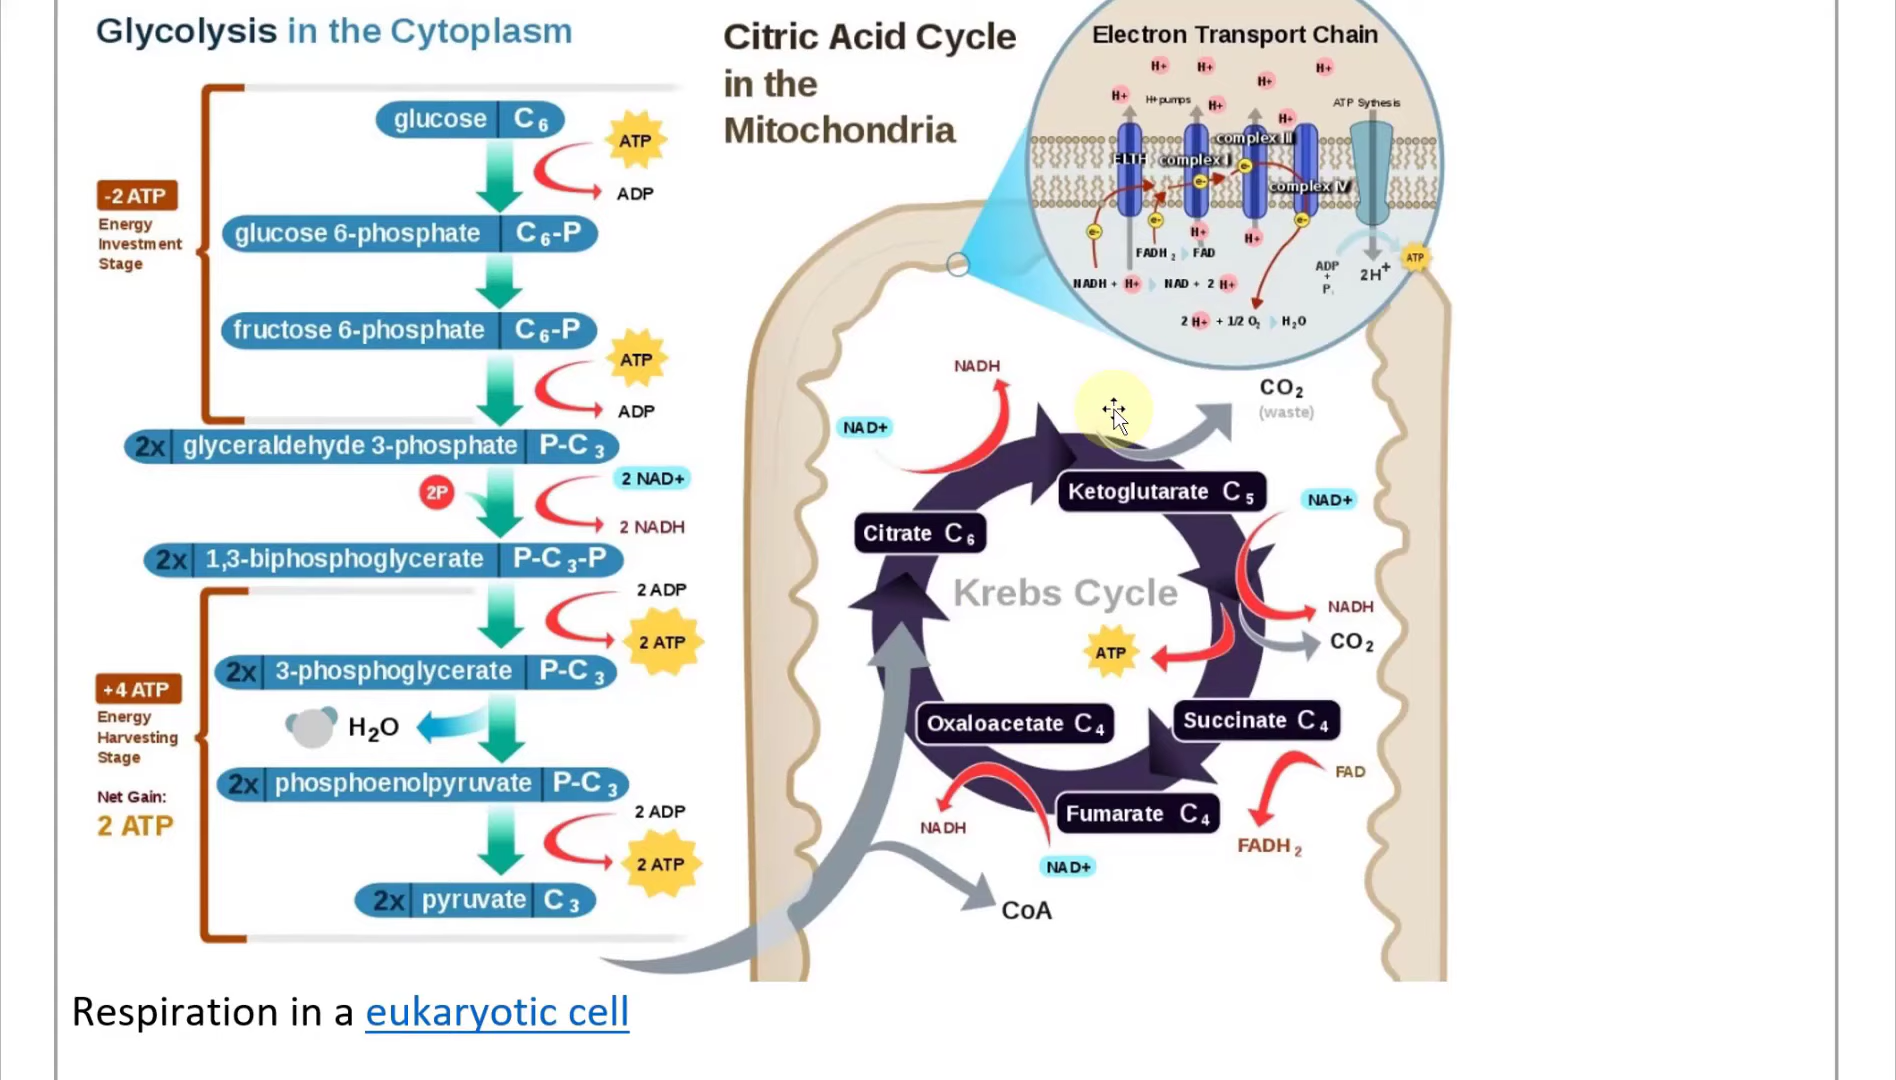 Glycolysis in the Cytoplasm
-2 ATP
Energy
Investment
Stage
glucose C6
ATP
ADP
glucose 6-phosphate C6-P
fructose 6-phosphate C6-P
ATP
ADP
2x glyceraldehyde 3-phosphate P-C3
2P
2 NAD+
2 NADH
2x 1,3-biphosphoglycerate P-C3-P
2 ADP
2 ATP
+4 ATP
Energy
Harvesting
Stage
Net Gain:
2 ATP
2x 3-phosphoglycerate P-C3
H2O
2x phosphoenolpyruvate P-C3
2 ADP
2 ATP
2x pyruvate C3
Citric Acid Cycle
in the
Mitochondria
Electron Transport Chain
H+ H+ H+ H+
H+ H+ pumps H+ H+
ATP Sythesis
ELTH complex I complex III complex IV
e- e- e- e- e-
H+ H+
FADH2 FAD
NADH + H+ NAD + 2 H+
2 H+ + 1/2 O2 H2O
ADP
+
P.
2H+
ATP
NADH
NAD+
CO2
(waste)
Ketoglutarate C5
NAD+
Citrate C6
Krebs Cycle
NADH
CO2
ATP
Oxaloacetate C4
Succinate C4
FAD
FADH2
Fumarate C4
NADH
NAD+
CoA
Respiration in a eukaryotic cell